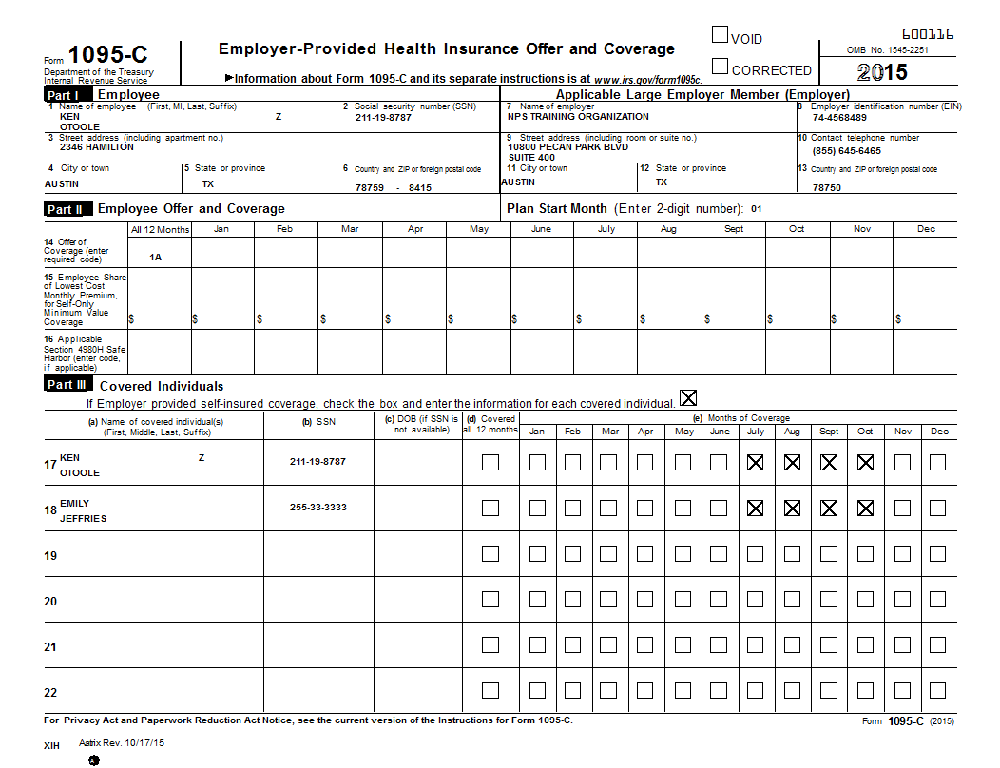 Form 1095-C
Department of the Treasury
Internal Revenue Service
Employer-Provided Health Insurance Offer and Coverage
▶Information about Form 1095-C and its separate instructions is at www.irs.gov/form1095c.
VOID
CORRECTED
600116
OMB No. 1545-2251
2015
Part I Employee
Applicable Large Employer Member (Employer)
1 Name of employee (First, MI, Last, Suffix)
KEN Z
OTOOLE
2 Social security number (SSN)
211-19-8787
7 Name of employer
NPS TRAINING ORGANIZATION
8 Employer identification number (EIN)
74-4568489
3 Street address (including apartment no.)
2346 HAMILTON
9 Street address (including room or suite no.)
10800 PECAN PARK BLVD
SUITE 400
10 Contact telephone number
(855) 645-6465
4 City or town
AUSTIN
5 State or province
TX
6 Country and ZIP or foreign postal code
78759 - 8415
11 City or town
AUSTIN
12 State or province
TX
13 Country and ZIP or foreign postal code
78750
Part II Employee Offer and Coverage
Plan Start Month (Enter 2-digit number): 01
All 12 Months Jan Feb Mar Apr May June July Aug Sept Oct Nov Dec
14 Offer of
Coverage (enter
required code)
1A
15 Employee Share
of Lowest Cost
Monthly Premium,
for Self-Only
Minimum Value
Coverage
$ $ $ $ $ $ $ $ $ $ $ $ $
16 Applicable
Section 4980H Safe
Harbor (enter code,
if applicable)
Part III Covered Individuals
If Employer provided self-insured coverage, check the box and enter the information for each covered individual.
(a) Name of covered individual(s)
(First, Middle, Last, Suffix)
(b) SSN
(c) DOB (if SSN is
not available)
(d) Covered
all 12 months
(e) Months of Coverage
Jan Feb Mar Apr May June July Aug Sept Oct Nov Dec
17 KEN Z
OTOOLE
211-19-8787
18 EMILY
JEFFRIES
255-33-3333
19
20
21
22
For Privacy Act and Paperwork Reduction Act Notice, see the current version of the Instructions for Form 1095-C.
Form 1095-C (2015)
XIH Aatrix Rev. 10/17/15